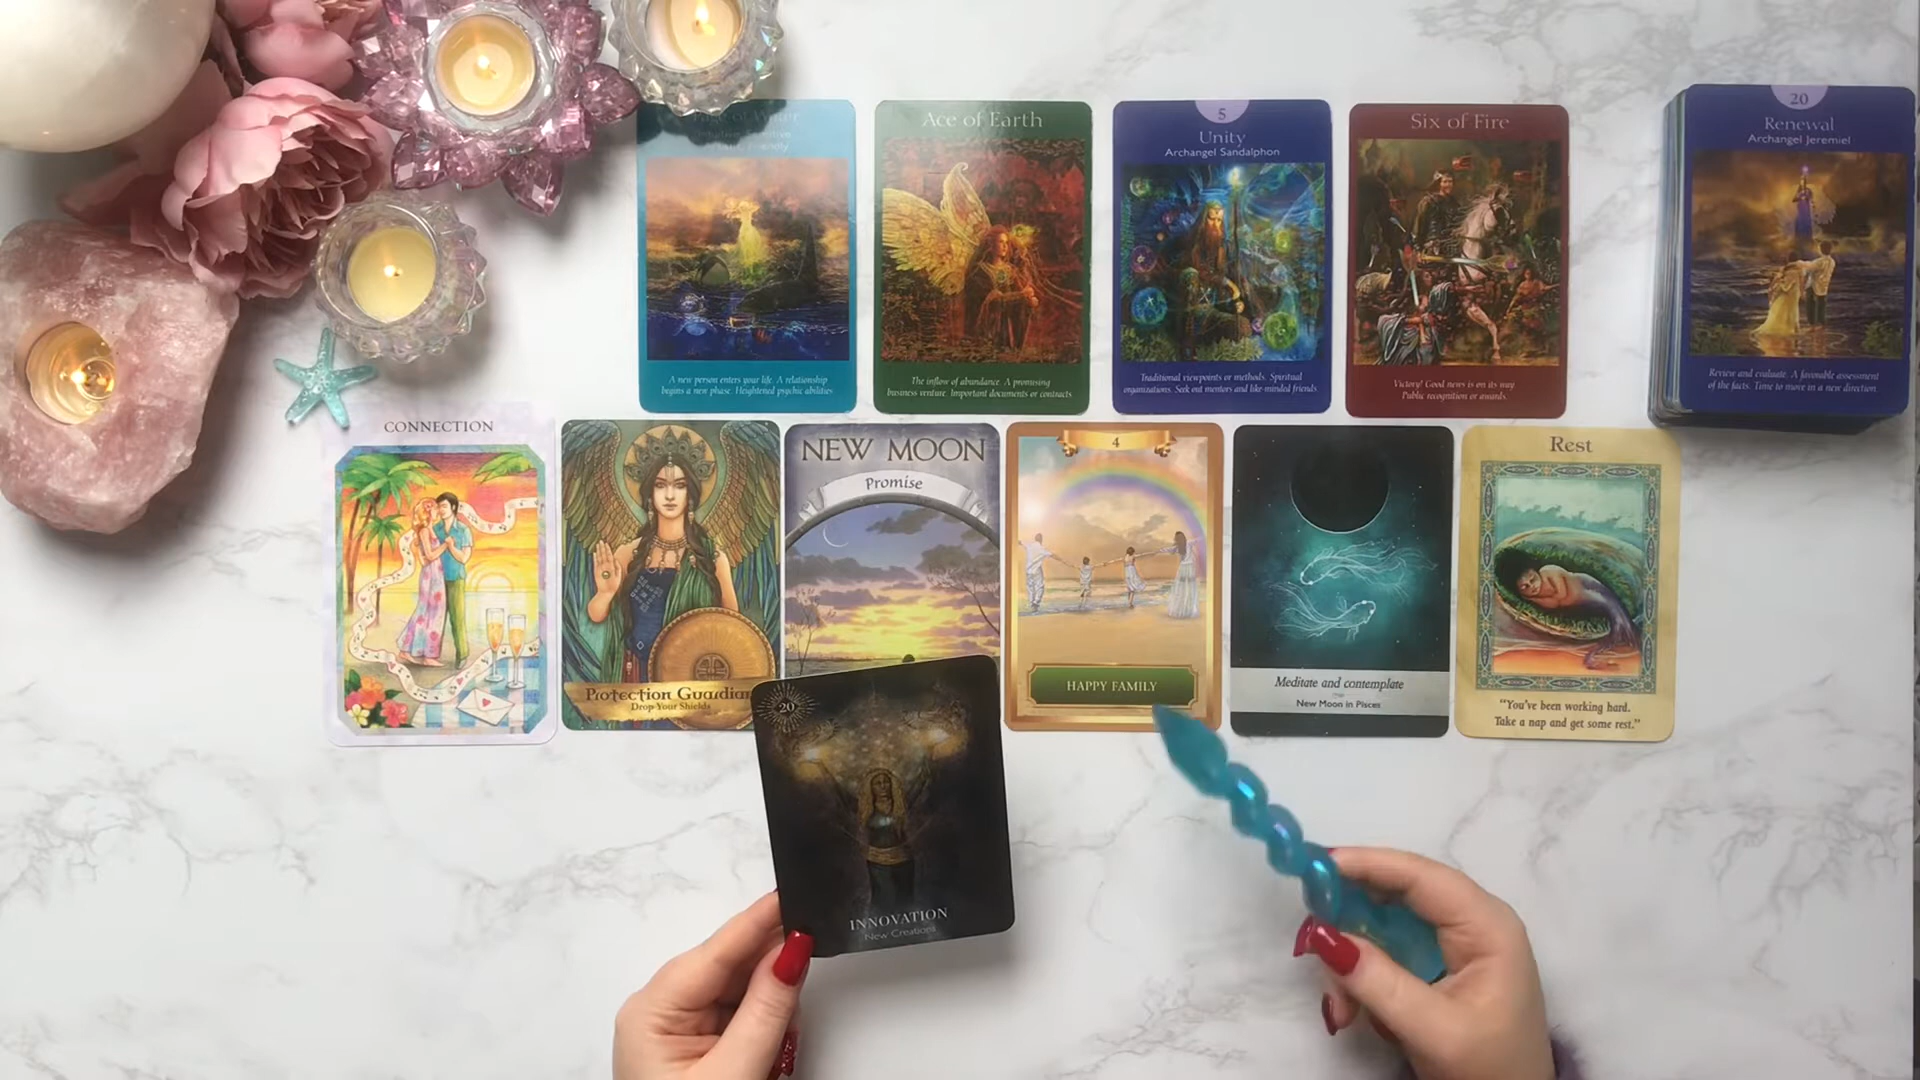 Ace of Earth
The inflow of abundance. A promising
business venture. Important documents or contracts
5
Unity
Archangel Sandalphon
Traditional viewpoints or methods. Spiritual
organizations. Seek out mentors and like-minded friends.
Six of Fire
Victory! Good news is on its way
Public recognition or awards.
20
Renewal
Archangel Jeremiel
Review and evaluate. A favorable assessment
of the facts. Time to move in a new direction
A new person enters your life. A relationship
begins a new phase. Heightened psychic abilities.
CONNECTION
Protection Guardian
Drop Your Shields
NEW MOON
Promise
4
HAPPY FAMILY
Meditate and contemplate
New Moon in Pisces
Rest
"You've been working hard.
Take a nap and get some rest."
20
INNOVATION
New Creations